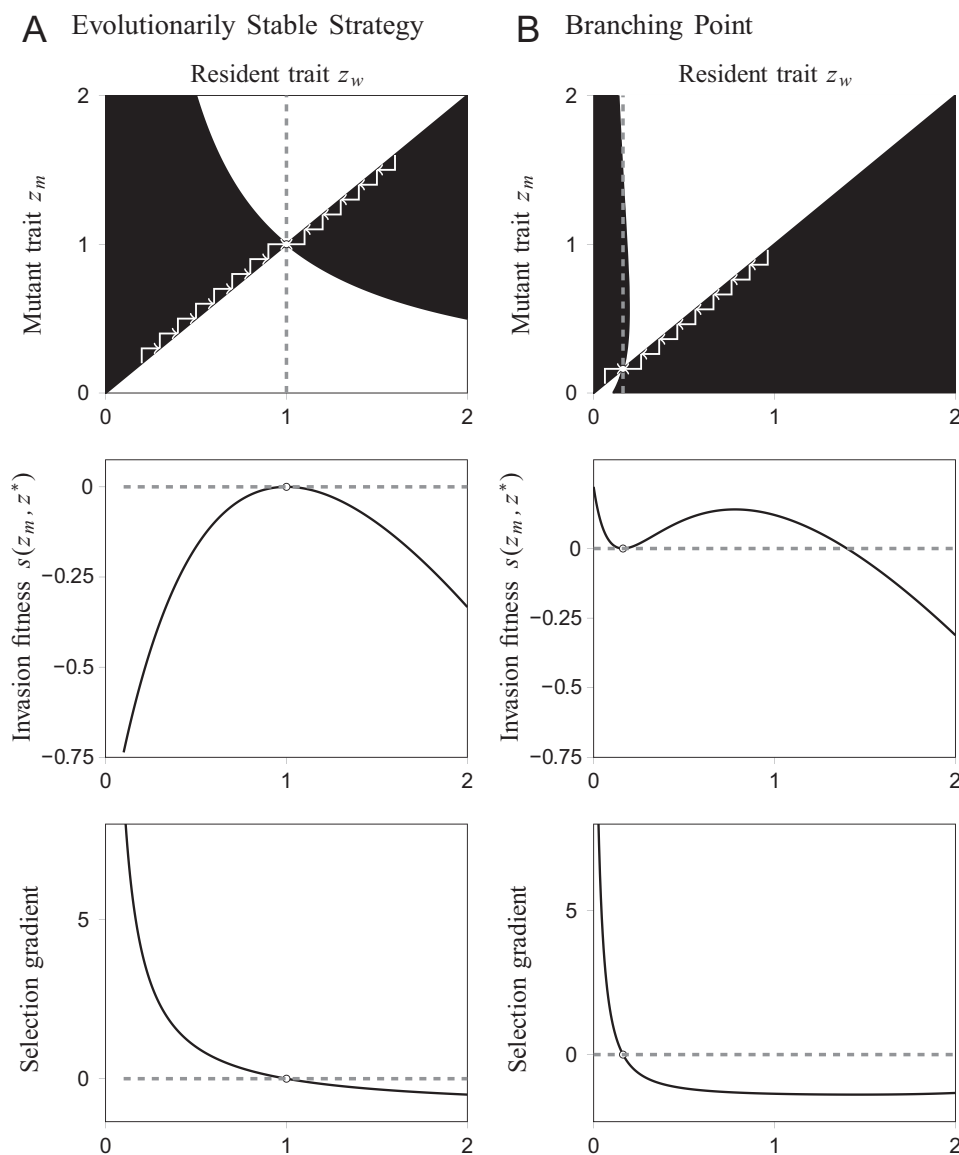 A Evolutionarily Stable Strategy
Resident trait z_w
Mutant trait z_m
2
1
0
0 1 2
Invasion fitness s(z_m, z*)
0
−0.25
−0.5
−0.75
0 1 2
Selection gradient
5
0
0 1 2
B Branching Point
Resident trait z_w
Mutant trait z_m
2
1
0
0 1 2
Invasion fitness s(z_m, z*)
0
−0.25
−0.5
−0.75
0 1 2
Selection gradient
5
0
0 1 2